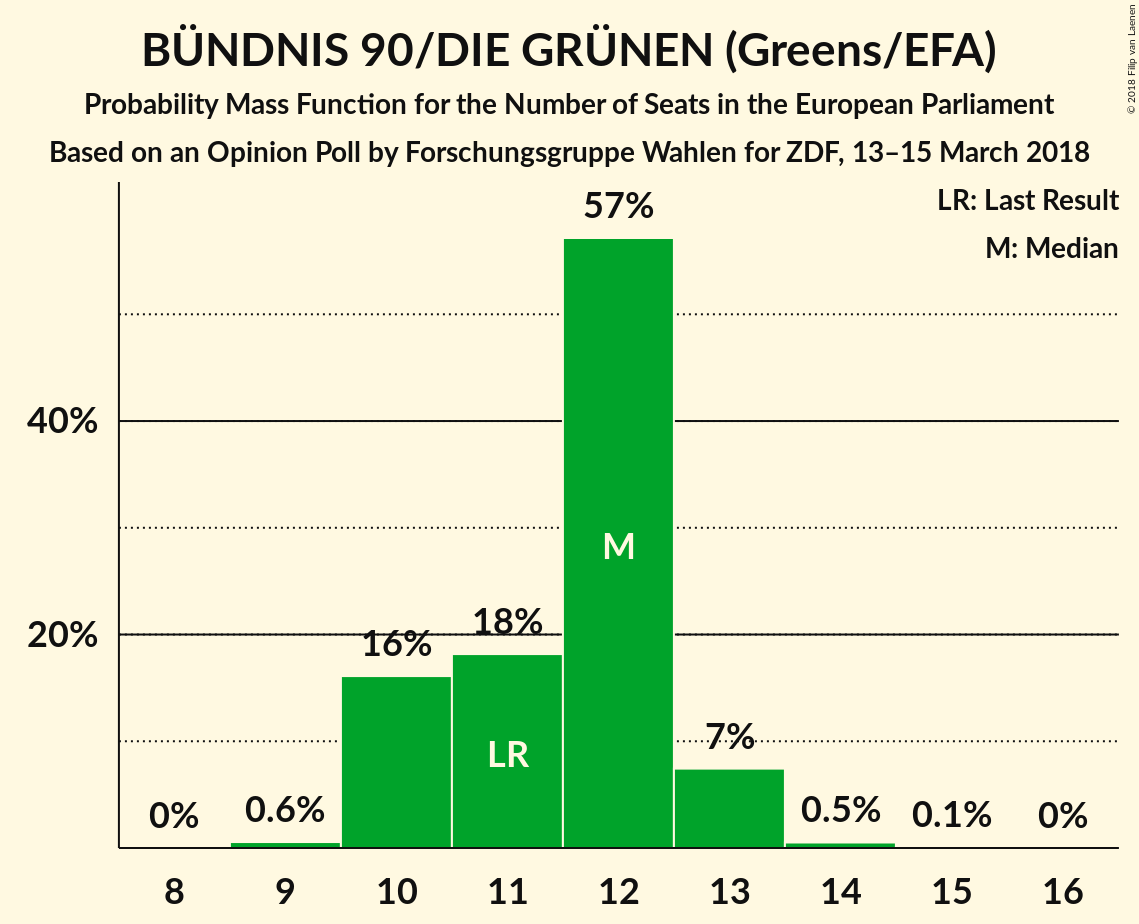 BÜNDNIS 90/DIE GRÜNEN (Greens/EFA)
Probability Mass Function for the Number of Seats in the European Parliament
Based on an Opinion Poll by Forschungsgruppe Wahlen for ZDF, 13–15 March 2018
© 2018 Filip van Laenen
LR: Last Result
M: Median
57%
40%
M
18%
20%
16%
LR
7%
0%
0.6%
0.5%
0.1%
0%
8 9 10 11 12 13 14 15 16